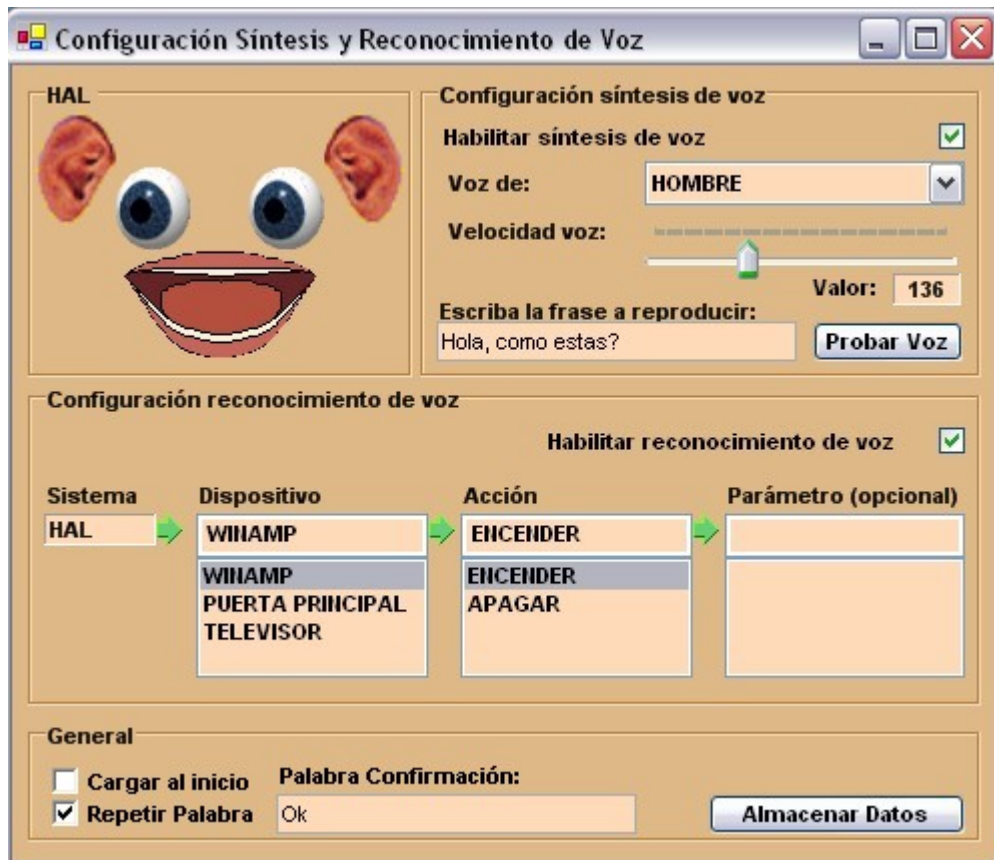 Configuración Síntesis y Reconocimiento de Voz
HAL
Configuración síntesis de voz
Habilitar síntesis de voz
Voz de: HOMBRE
Velocidad voz:
Valor: 136
Escriba la frase a reproducir:
Hola, como estas? Probar Voz
Configuración reconocimiento de voz
Habilitar reconocimiento de voz
Sistema Dispositivo Acción Parámetro (opcional)
HAL WINAMP ENCENDER
WINAMP ENCENDER
PUERTA PRINCIPAL APAGAR
TELEVISOR
General
Cargar al inicio Palabra Confirmación:
Repetir Palabra Ok Almacenar Datos